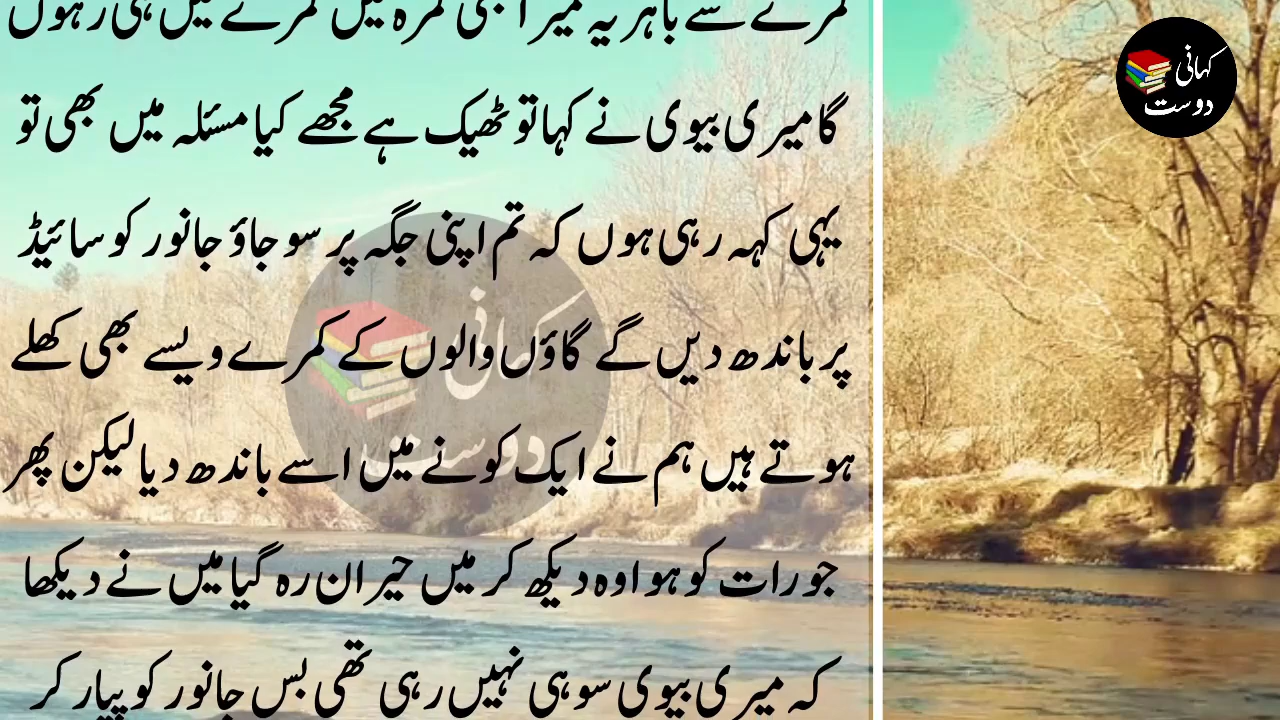 کمرے سے باہر یہ میرا بھی کمرہ میں کمرے میں ہی رہوں
گا میری بیوی نے کہا تو ٹھیک ہے مجھے کیا مسئلہ میں بھی تو
یہی کہہ رہی ہوں کہ تم اپنی جگہ پر سو جاؤ جانور کو سائیڈ
پر باندھ دیں گے گاؤں والوں کے کمرے ویسے بھی کھلے
ہوتے ہیں ہم نے ایک کونے میں اسے باندھ دیا لیکن پھر
جو رات کو ہوا وہ دیکھ کر میں حیران رہ گیا میں نے دیکھا
کہ میری بیوی سو ہی نہیں رہی تھی بس جانور کو پیار کر
کہانی
دوست
کہانی
دوست